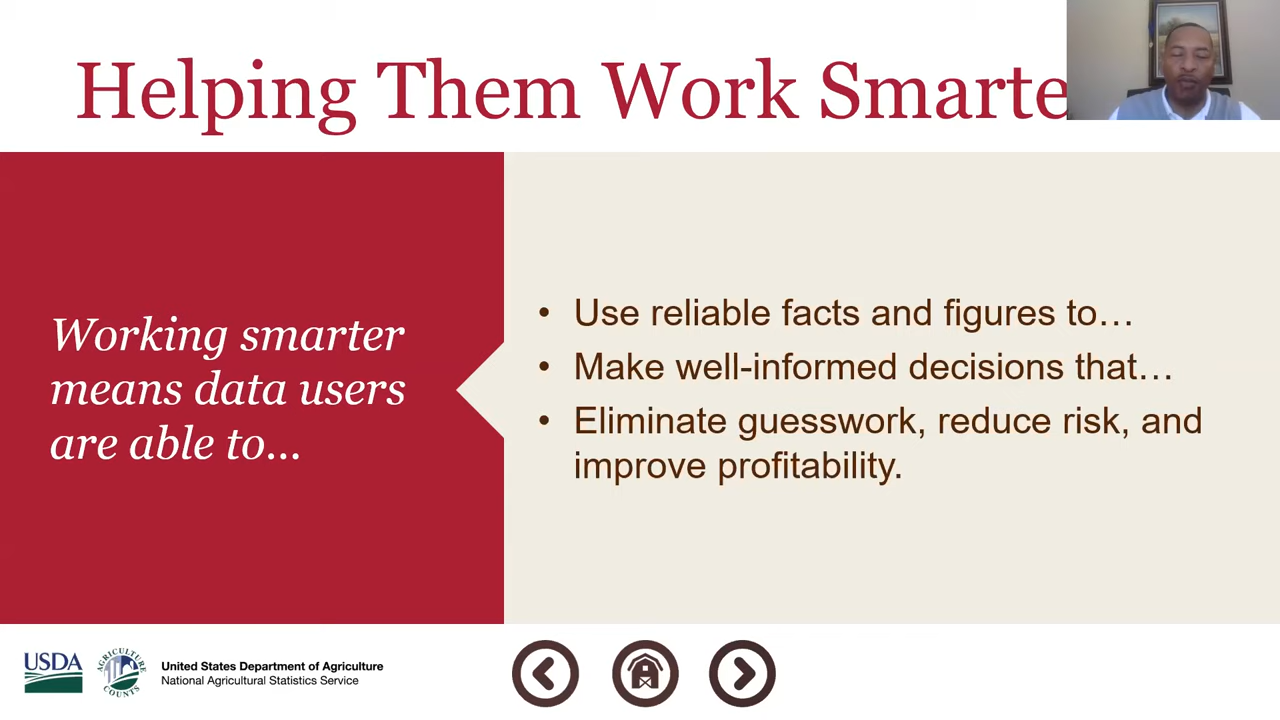 Helping Them Work Smarte
Working smarter
means data users
are able to...
• Use reliable facts and figures to…
• Make well-informed decisions that…
• Eliminate guesswork, reduce risk, and
improve profitability.
USDA
AGRICULTURE
COUNTS
United States Department of Agriculture
National Agricultural Statistics Service